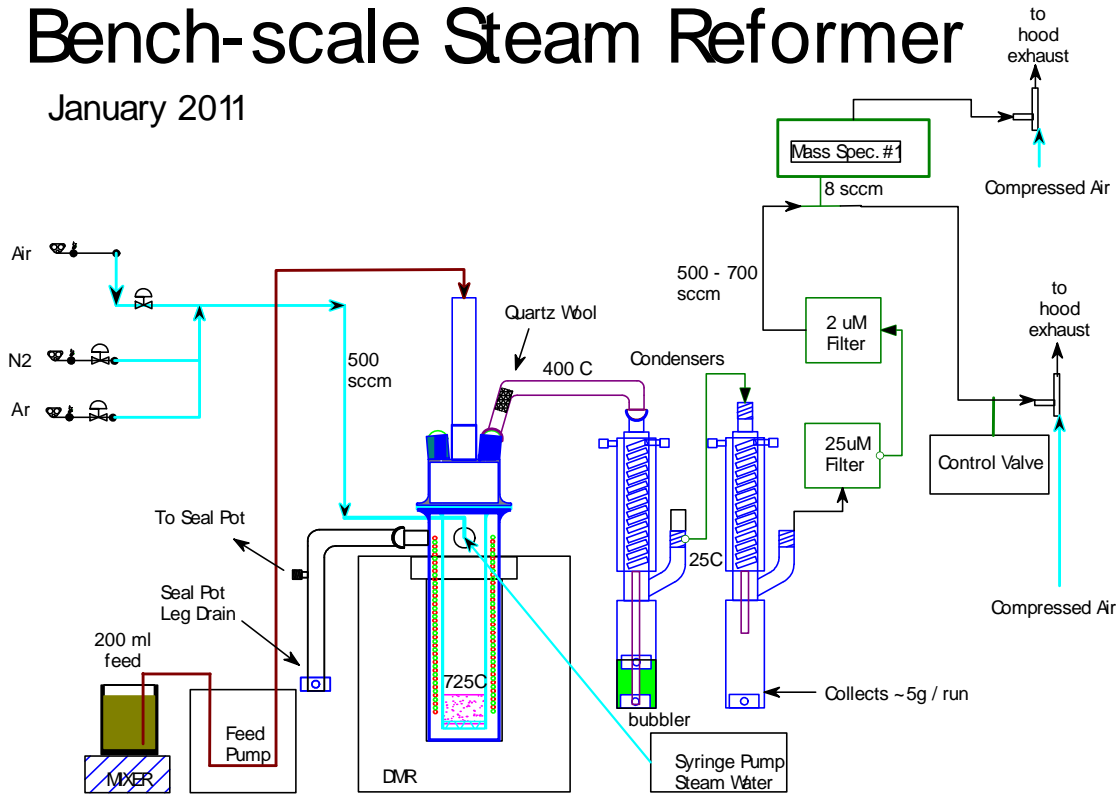 Bench-scale Steam Reformer
January 2011
to
hood
exhaust
Mass Spec. #1
8 sccm
Compressed Air
Air
N2
Ar
500
sccm
Quartz Wool
400 C
Condensers
500 - 700
sccm
2 uM
Filter
25uM
Filter
to
hood
exhaust
Control Valve
Compressed Air
To Seal Pot
Seal Pot
Leg Drain
200 ml
feed
MIXER
Feed
Pump
725C
DMR
25C
bubbler
Collects ~5g / run
Syringe Pump
Steam Water